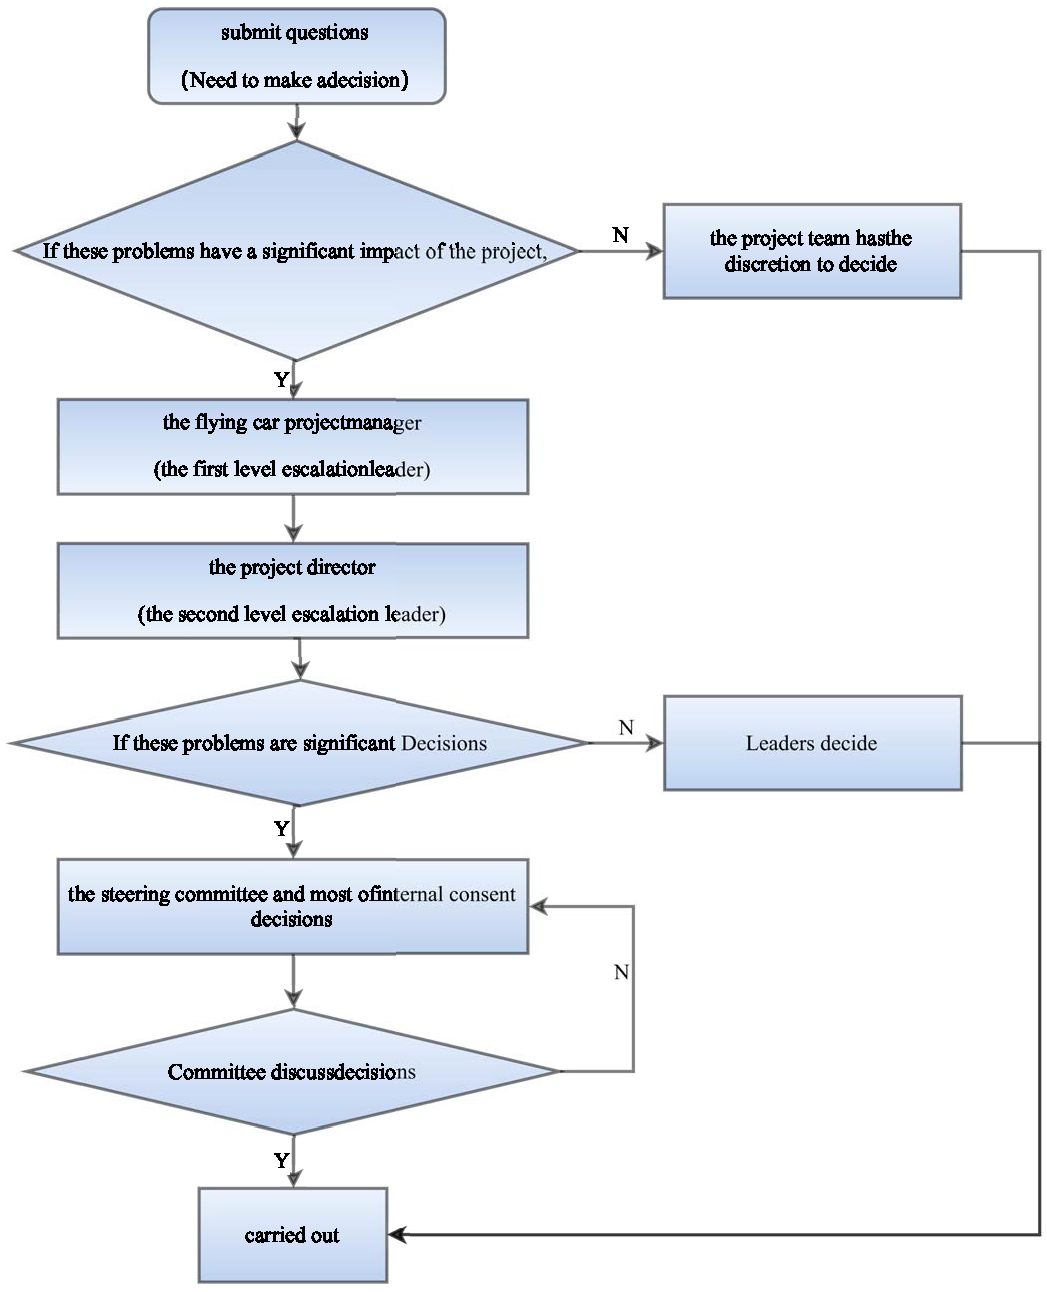 submit questions
(Need to make adecision)
If these problems have a significant impact of the project,
N
the project team hasthe
discretion to decide
Y
the flying car projectmanager
(the first level escalationleader)
the project director
(the second level escalation leader)
If these problems are significant Decisions
N
Leaders decide
Y
the steering committee and most ofinternal consent
decisions
N
Committee discussdecisions
Y
carried out